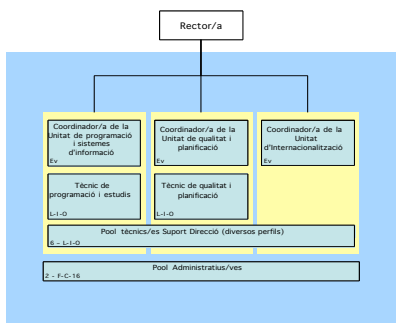 Rector/a
Coordinador/a de la
Unitat de programació
i sistemes
d'informació
Ev
Coordinador/a de la
Unitat de qualitat i
planificació
Ev
Coordinador/a de la
Unitat
d'Internacionalització
Ev
Tècnic de
programació i estudis
L-I-O
Tècnic de qualitat i
planificació
L-I-O
Pool tècnics/es Suport Direcció (diversos perfils)
6 - L-I-O
Pool Administratius/ves
2 - F-C-16